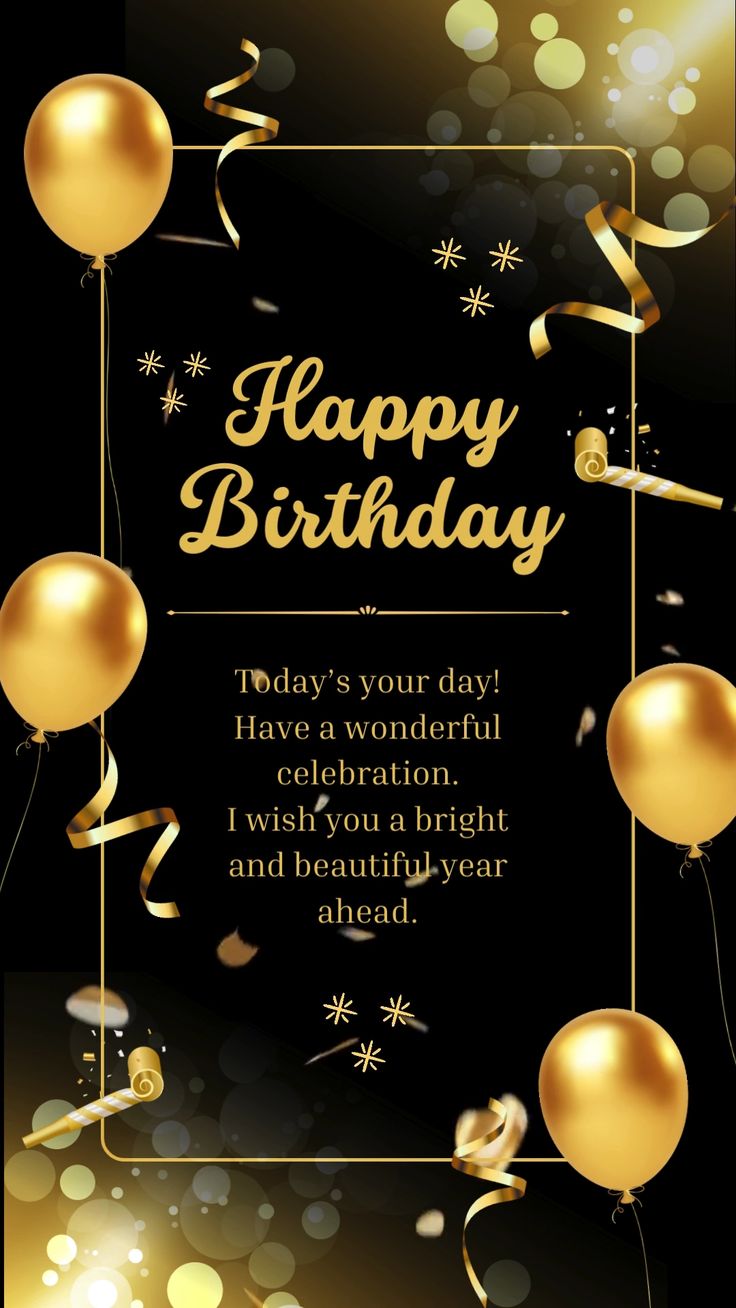 Happy
Birthday
Today’s your day!
Have a wonderful
celebration.
I wish you a bright
and beautiful year
ahead.